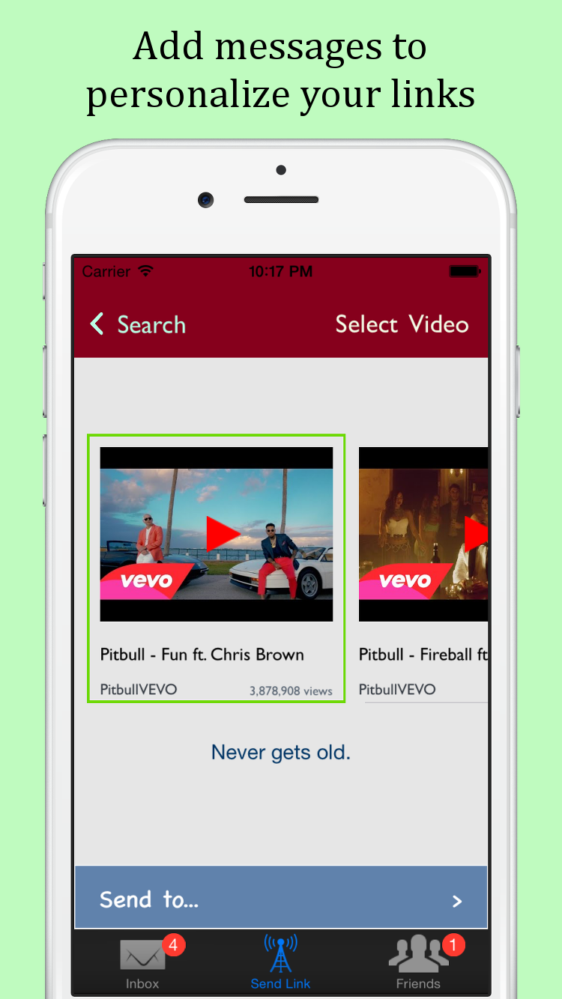 Add messages to
personalize your links
Carrier 10:17 PM
Search Select Video
vevo vevo
Pitbull - Fun ft. Chris Brown Pitbull - Fireball ft
PitbullVEVO 3,878,908 views PitbullVEVO
Never gets old.
Send to... >
4 1
Inbox Send Link Friends